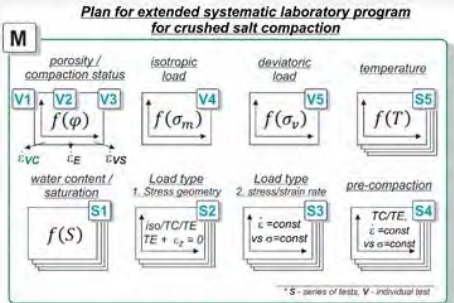 Plan for extended systematic laboratory program
for crushed salt compaction
M
porosity /
compaction status
V1 V2 V3
f(φ)
ε̇VC ε̇E ε̇VS
isotropic
load
V4
f(σm)
deviatoric
load
V5
f(σv)
temperature
S5
f(T)
water content /
saturation
S1
f(S)
Load type
1. Stress geometry
S2
iso/TC/TE
TE + εz = 0
Load type
2. stress/strain rate
S3
ε̇ =const
vs σ=const
pre-compaction
S4
TC/TE,
ε̇ =const
vs σ=const
* S - series of tests, V - individual test